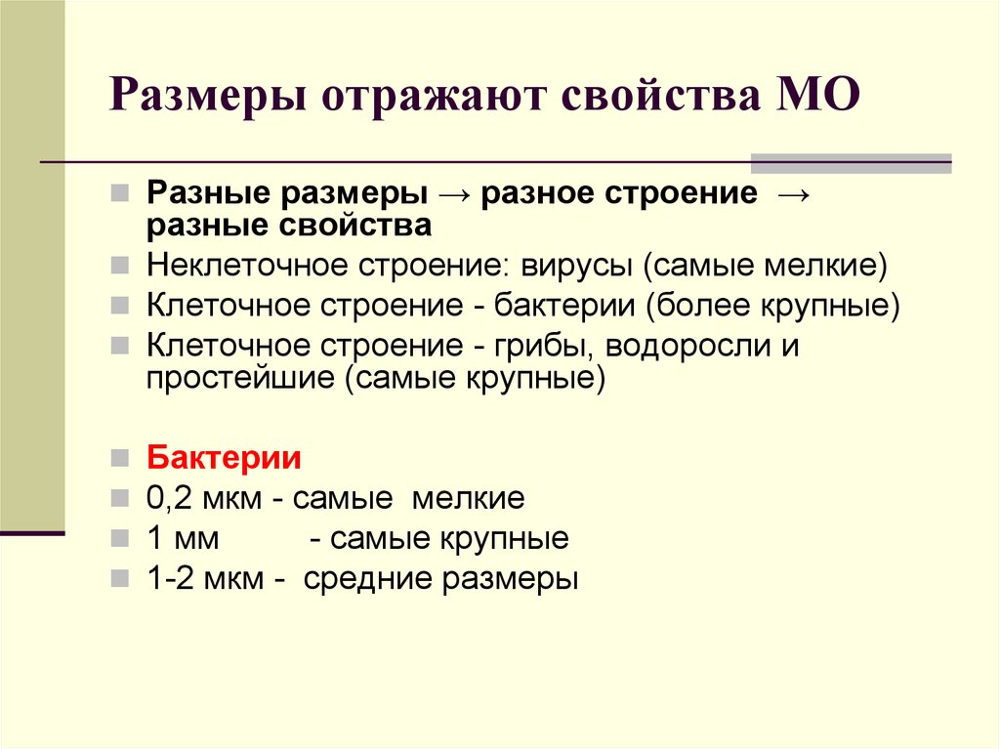 Размеры отражают свойства МО
Разные размеры → разное строение →
разные свойства
Неклеточное строение: вирусы (самые мелкие)
Клеточное строение - бактерии (более крупные)
Клеточное строение - грибы, водоросли и
простейшие (самые крупные)
Бактерии
0,2 мкм - самые мелкие
1 мм - самые крупные
1-2 мкм - средние размеры